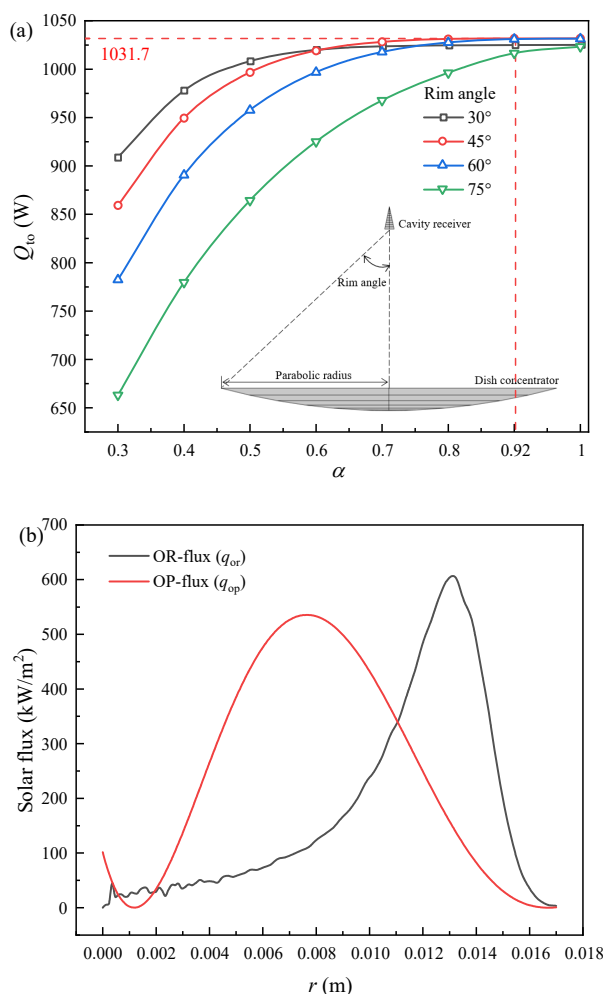 (a)
1050
1000
950
900
850
800
750
700
650
Q_to (W)
1031.7
Rim angle
30°
45°
60°
75°
Cavity receiver
Rim angle
Parabolic radius
Dish concentrator
0.3 0.4 0.5 0.6 0.7 0.8 0.92 1
α
(b)
700
600
500
400
300
200
100
0
Solar flux (kW/m²)
OR-flux (q_or)
OP-flux (q_op)
0.000 0.002 0.004 0.006 0.008 0.010 0.012 0.014 0.016 0.018
r (m)